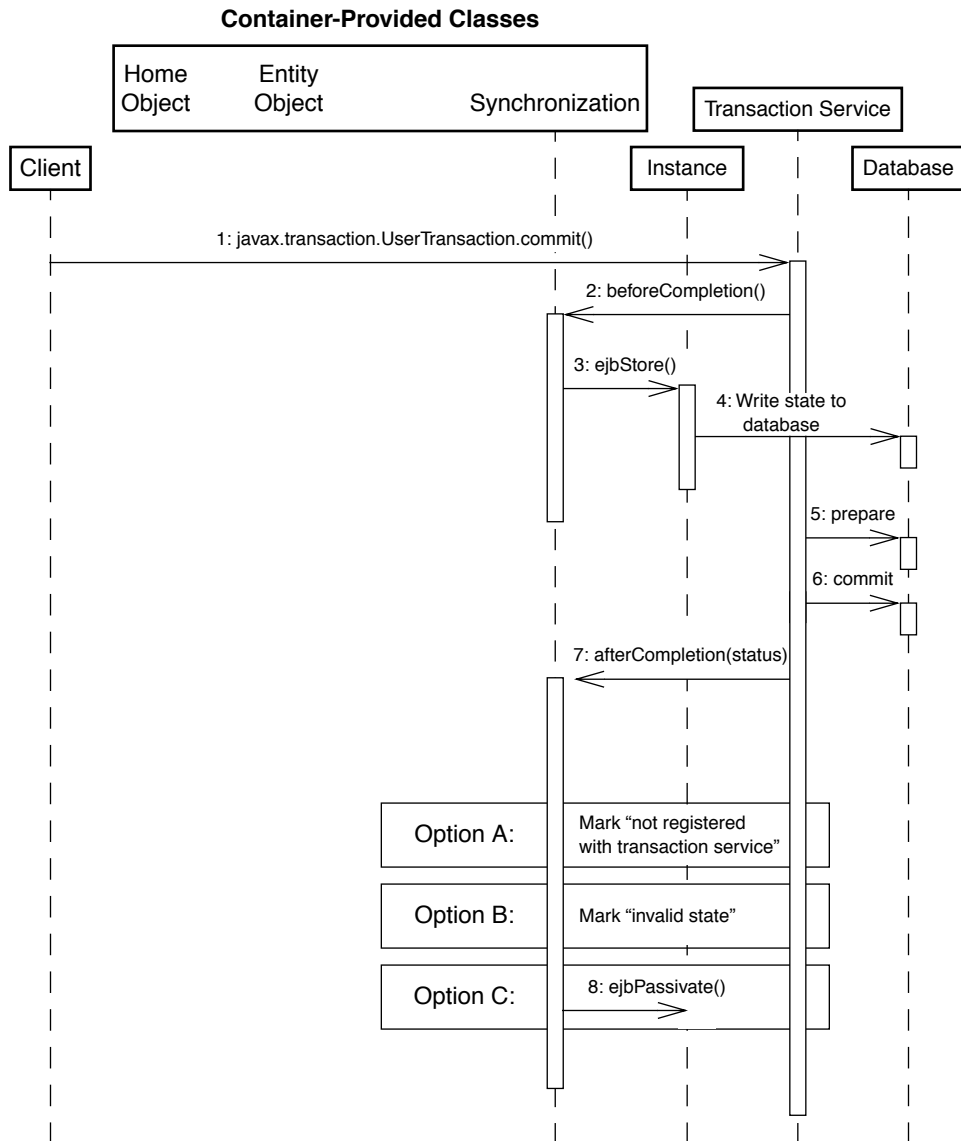 Container-Provided Classes
Home
Object
Entity
Object
Synchronization
Transaction Service
Client
Instance
Database
1: javax.transaction.UserTransaction.commit()
2: beforeCompletion()
3: ejbStore()
4: Write state to
database
5: prepare
6: commit
7: afterCompletion(status)
Option A:
Mark “not registered
with transaction service”
Option B:
Mark “invalid state”
Option C:
8: ejbPassivate()